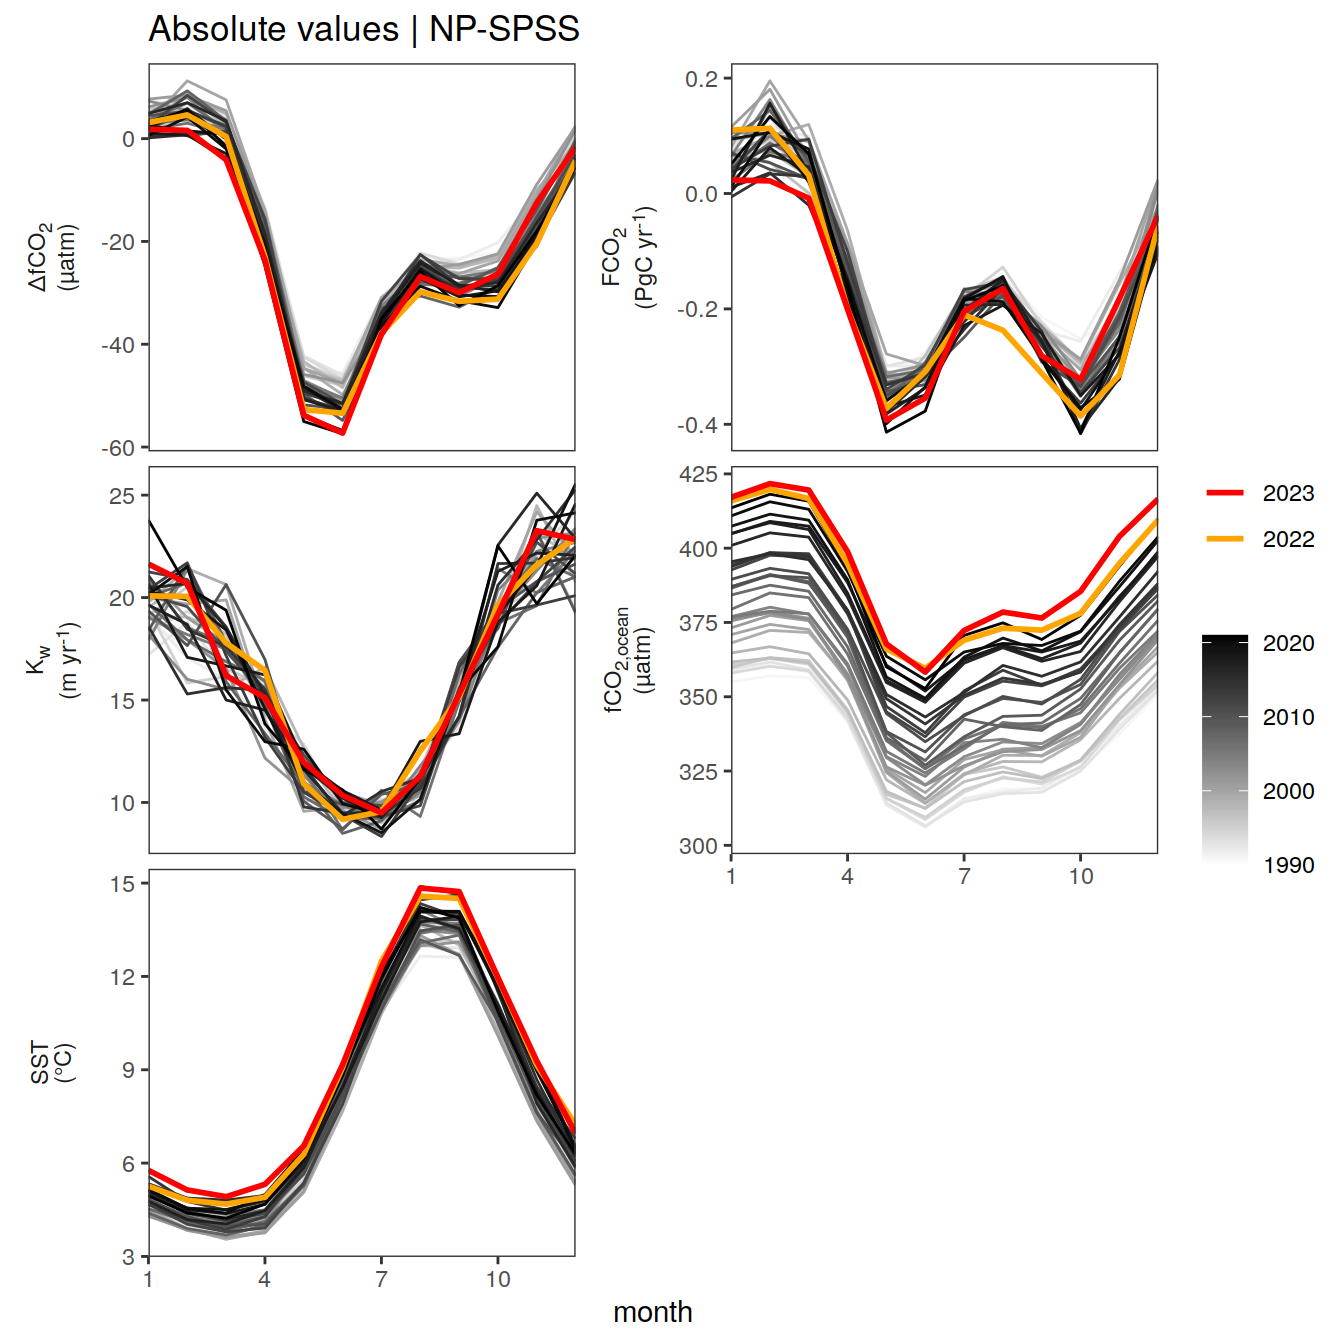 Absolute values | NP-SPSS
ΔfCO2
(µatm)
0
-20
-40
-60
FCO2
(PgC yr-1)
0.2
0.0
-0.2
-0.4
Kw
(m yr-1)
25
20
15
10
fCO2,ocean
(µatm)
425
400
375
350
325
300
1 4 7 10
SST
(°C)
15
12
9
6
3
1 4 7 10
month
2023
2022
2020
2010
2000
1990